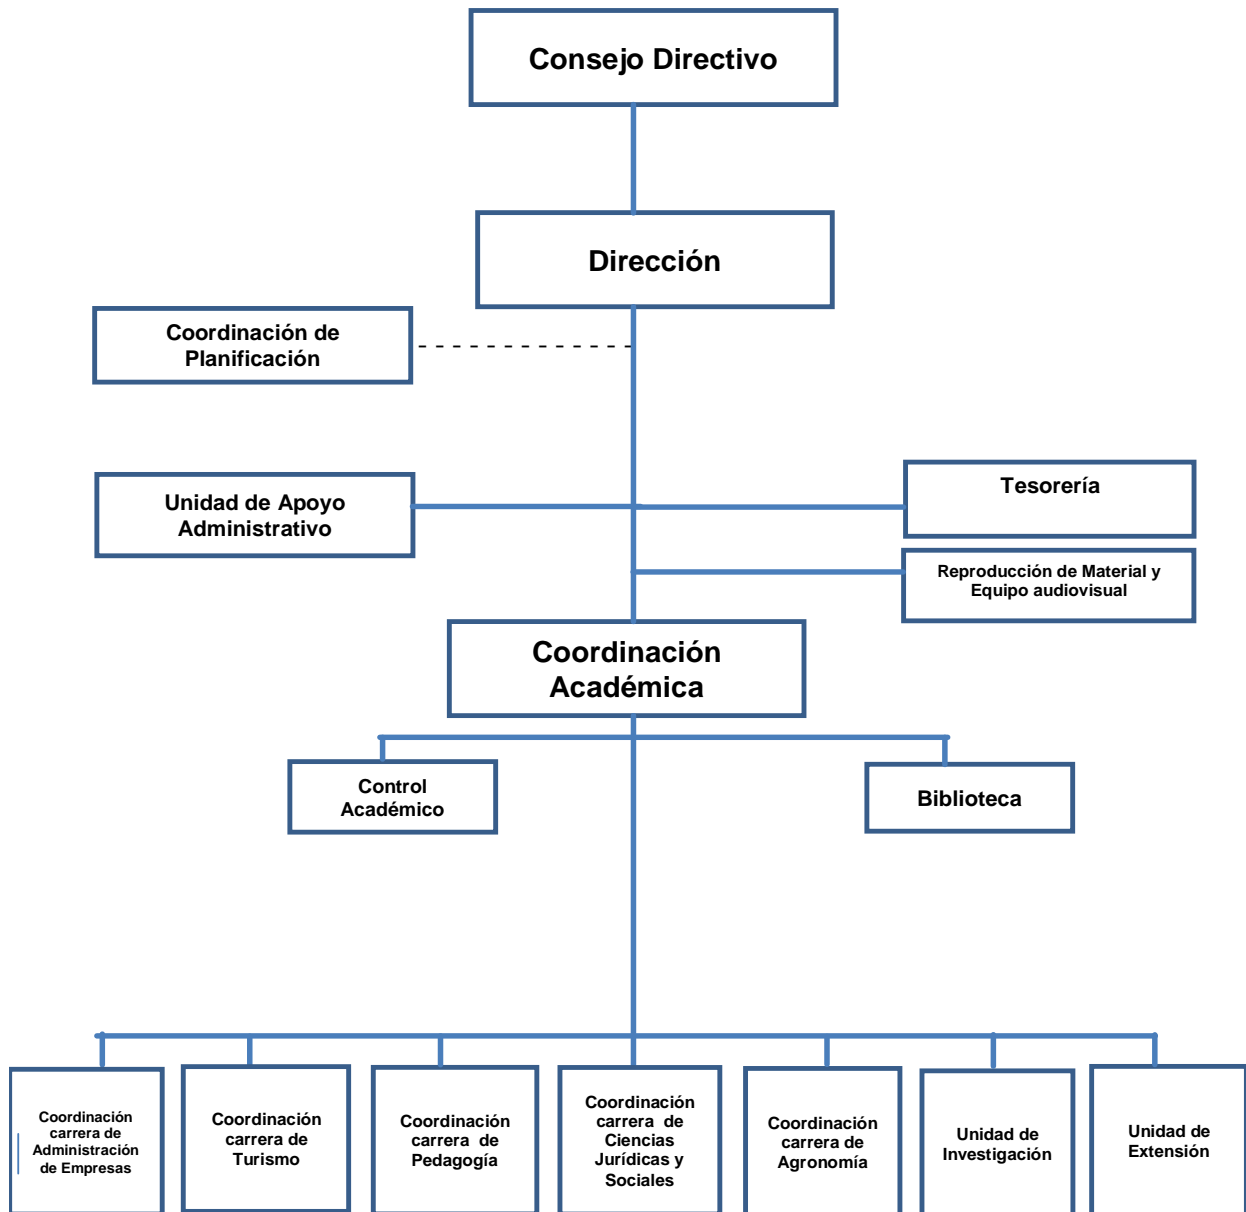 Consejo Directivo
Dirección
Coordinación de
Planificación
Unidad de Apoyo
Administrativo
Tesorería
Reproducción de Material y
Equipo audiovisual
Coordinación
Académica
Control
Académico
Biblioteca
Coordinación
carrera de
Administración
de Empresas
Coordinación
carrera de
Turismo
Coordinación
carrera de
Pedagogía
Coordinación
carrera de
Ciencias
Jurídicas y
Sociales
Coordinación
carrera de
Agronomía
Unidad de
Investigación
Unidad de
Extensión